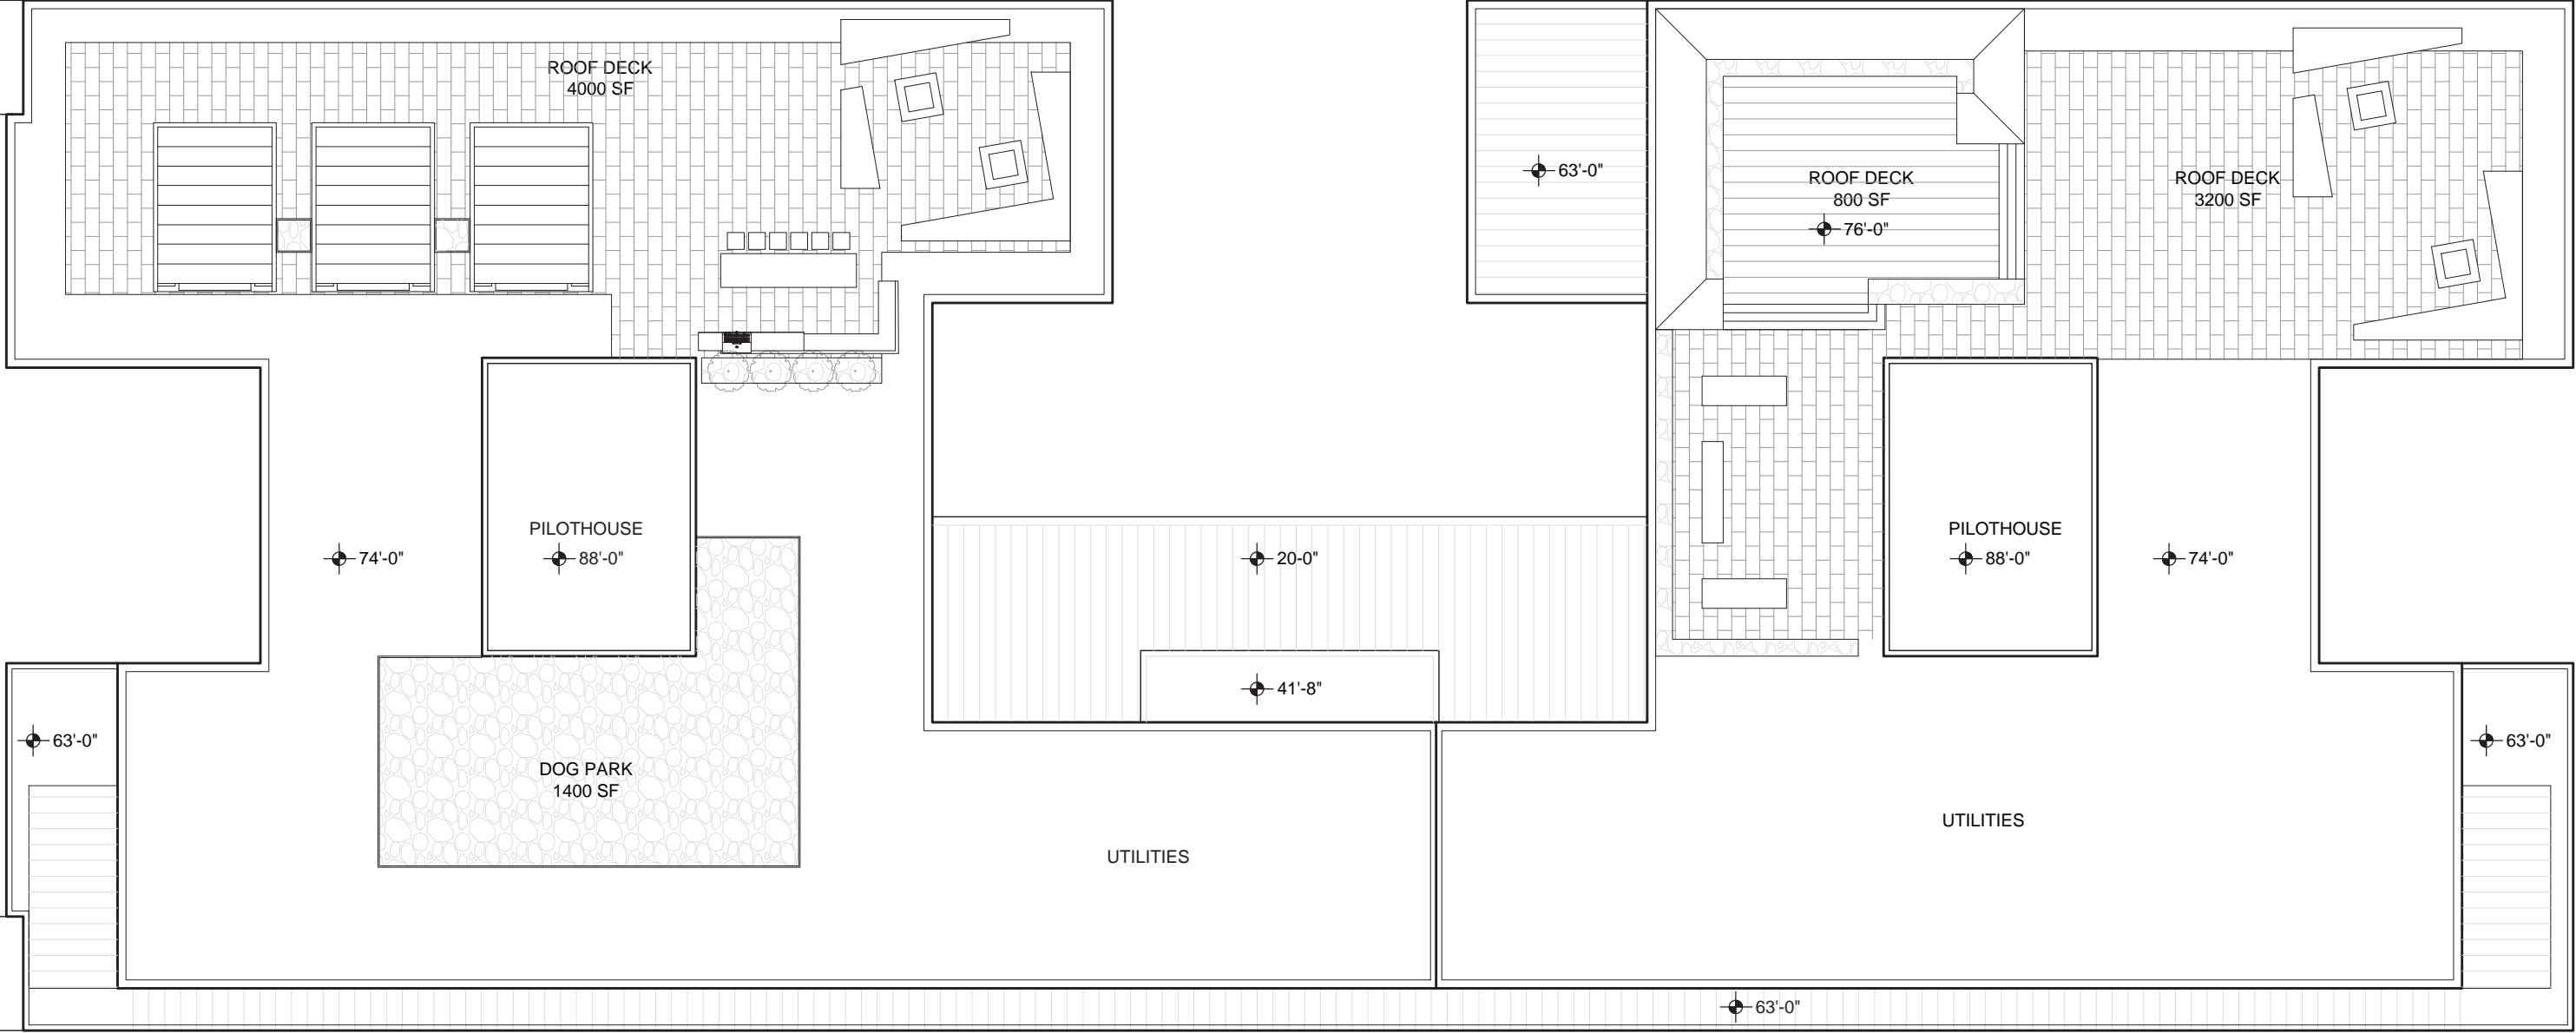 ROOF DECK
4000 SF
63'-0"
ROOF DECK
800 SF
76'-0"
ROOF DECK
3200 SF
74'-0"
PILOTHOUSE
88'-0"
20-0"
41'-8"
PILOTHOUSE
88'-0"
74'-0"
63'-0"
DOG PARK
1400 SF
UTILITIES
UTILITIES
63'-0"
63'-0"